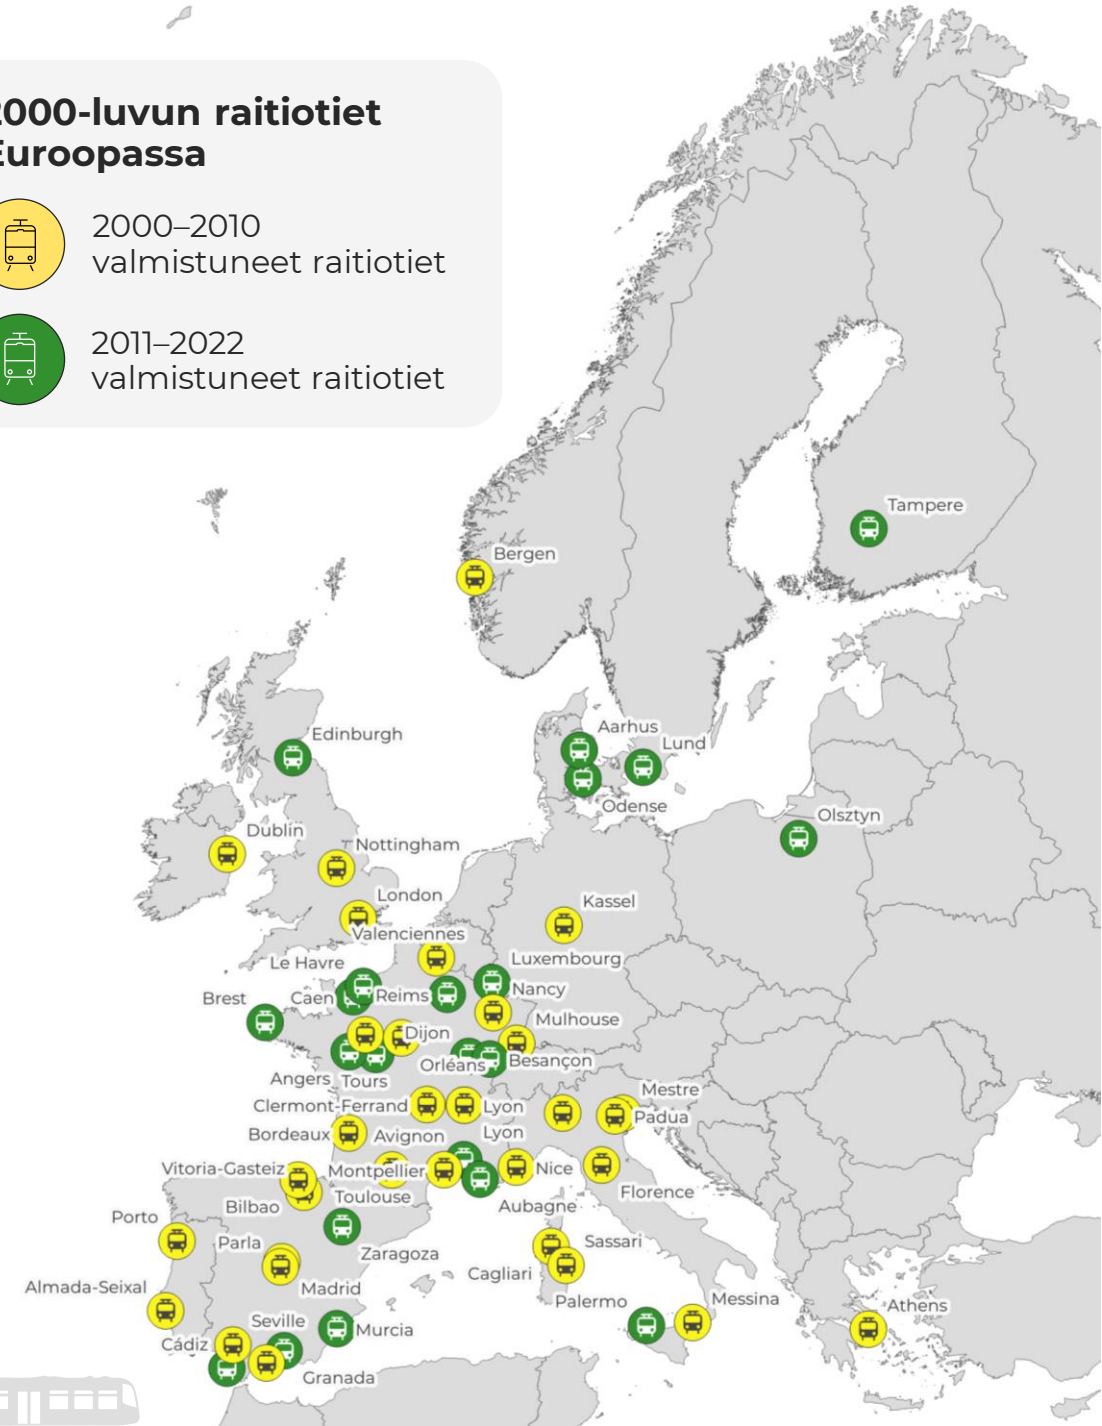 2000-luvun raitiotiet
Euroopassa
2000–2010
valmistuneet raitiotiet
2011–2022
valmistuneet raitiotiet
Tampere
Bergen
Edinburgh
Aarhus
Lund
Odense
Olsztyn
Dublin
Nottingham
London
Kassel
Valenciennes
Le Havre
Luxembourg
Brest
Caen
Reims
Nancy
Dijon
Mulhouse
Orléans
Besançon
Angers
Tours
Clermont-Ferrand
Lyon
Mestre
Padua
Bordeaux
Avignon
Lyon
Vitoria-Gasteiz
Montpellier
Nice
Toulouse
Bilbao
Aubagne
Florence
Porto
Parla
Zaragoza
Sassari
Cagliari
Almada-Seixal
Madrid
Palermo
Messina
Athens
Seville
Murcia
Cádiz
Granada